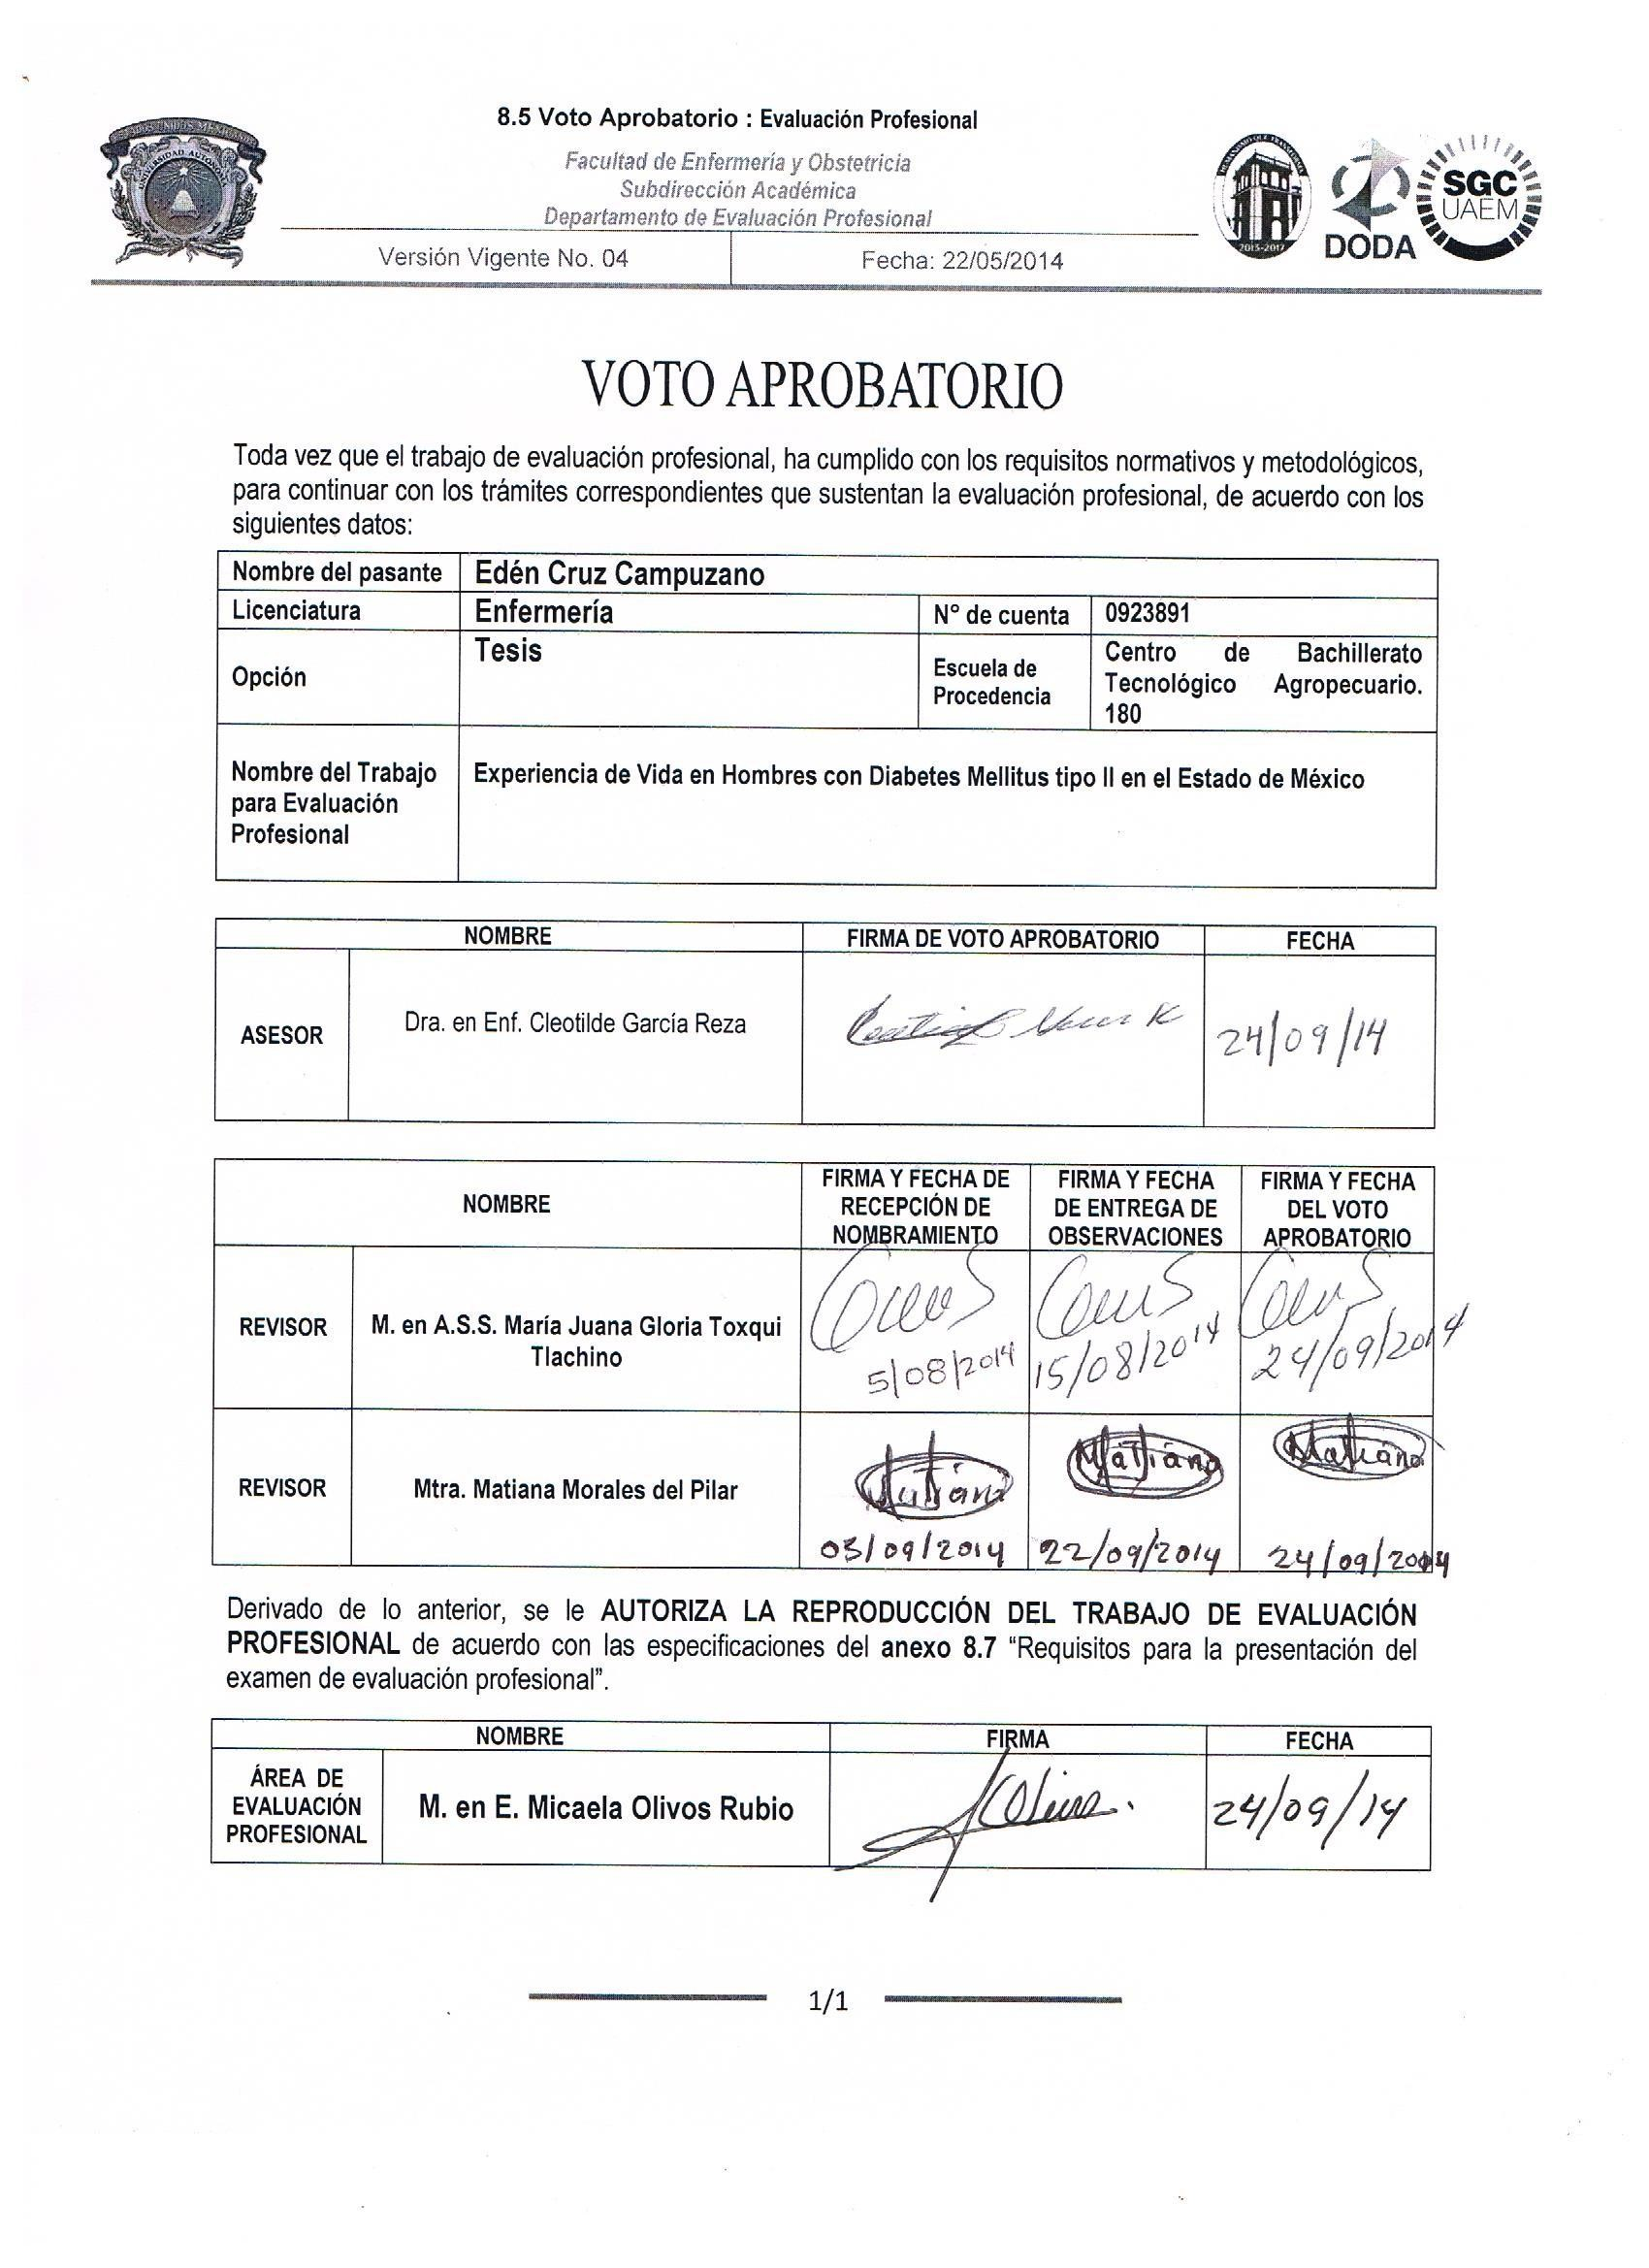 8.5 Voto Aprobatorio : Evaluación Profesional
Facultad de Enfermería y Obstetricia
Subdirección Académica
Departamento de Evaluación Profesional
Versión Vigente No. 04
Fecha: 22/05/2014
2013-2017
DODA
SGC
UAEM
VOTO APROBATORIO
Toda vez que el trabajo de evaluación profesional, ha cumplido con los requisitos normativos y metodológicos,
para continuar con los trámites correspondientes que sustentan la evaluación profesional, de acuerdo con los
siguientes datos:
Nombre del pasante
Edén Cruz Campuzano
Licenciatura
Enfermería
N° de cuenta
0923891
Opción
Tesis
Escuela de
Procedencia
Centro de Bachillerato
Tecnológico Agropecuario.
180
Nombre del Trabajo
para Evaluación
Profesional
Experiencia de Vida en Hombres con Diabetes Mellitus tipo II en el Estado de México
NOMBRE
FIRMA DE VOTO APROBATORIO
FECHA
ASESOR
Dra. en Enf. Cleotilde García Reza
24/09/14
NOMBRE
FIRMA Y FECHA DE
RECEPCIÓN DE
NOMBRAMIENTO
FIRMA Y FECHA
DE ENTREGA DE
OBSERVACIONES
FIRMA Y FECHA
DEL VOTO
APROBATORIO
REVISOR
M. en A.S.S. María Juana Gloria Toxqui
Tlachino
5/08/2014
15/08/2014
24/09/2014
REVISOR
Mtra. Matiana Morales del Pilar
Matiana
Matiana
Matiana
03/09/2014
22/09/2014
24/09/2014
Derivado de lo anterior, se le AUTORIZA LA REPRODUCCIÓN DEL TRABAJO DE EVALUACIÓN
PROFESIONAL de acuerdo con las especificaciones del anexo 8.7 “Requisitos para la presentación del
examen de evaluación profesional”.
NOMBRE
FIRMA
FECHA
ÁREA DE
EVALUACIÓN
PROFESIONAL
M. en E. Micaela Olivos Rubio
24/09/14
1/1